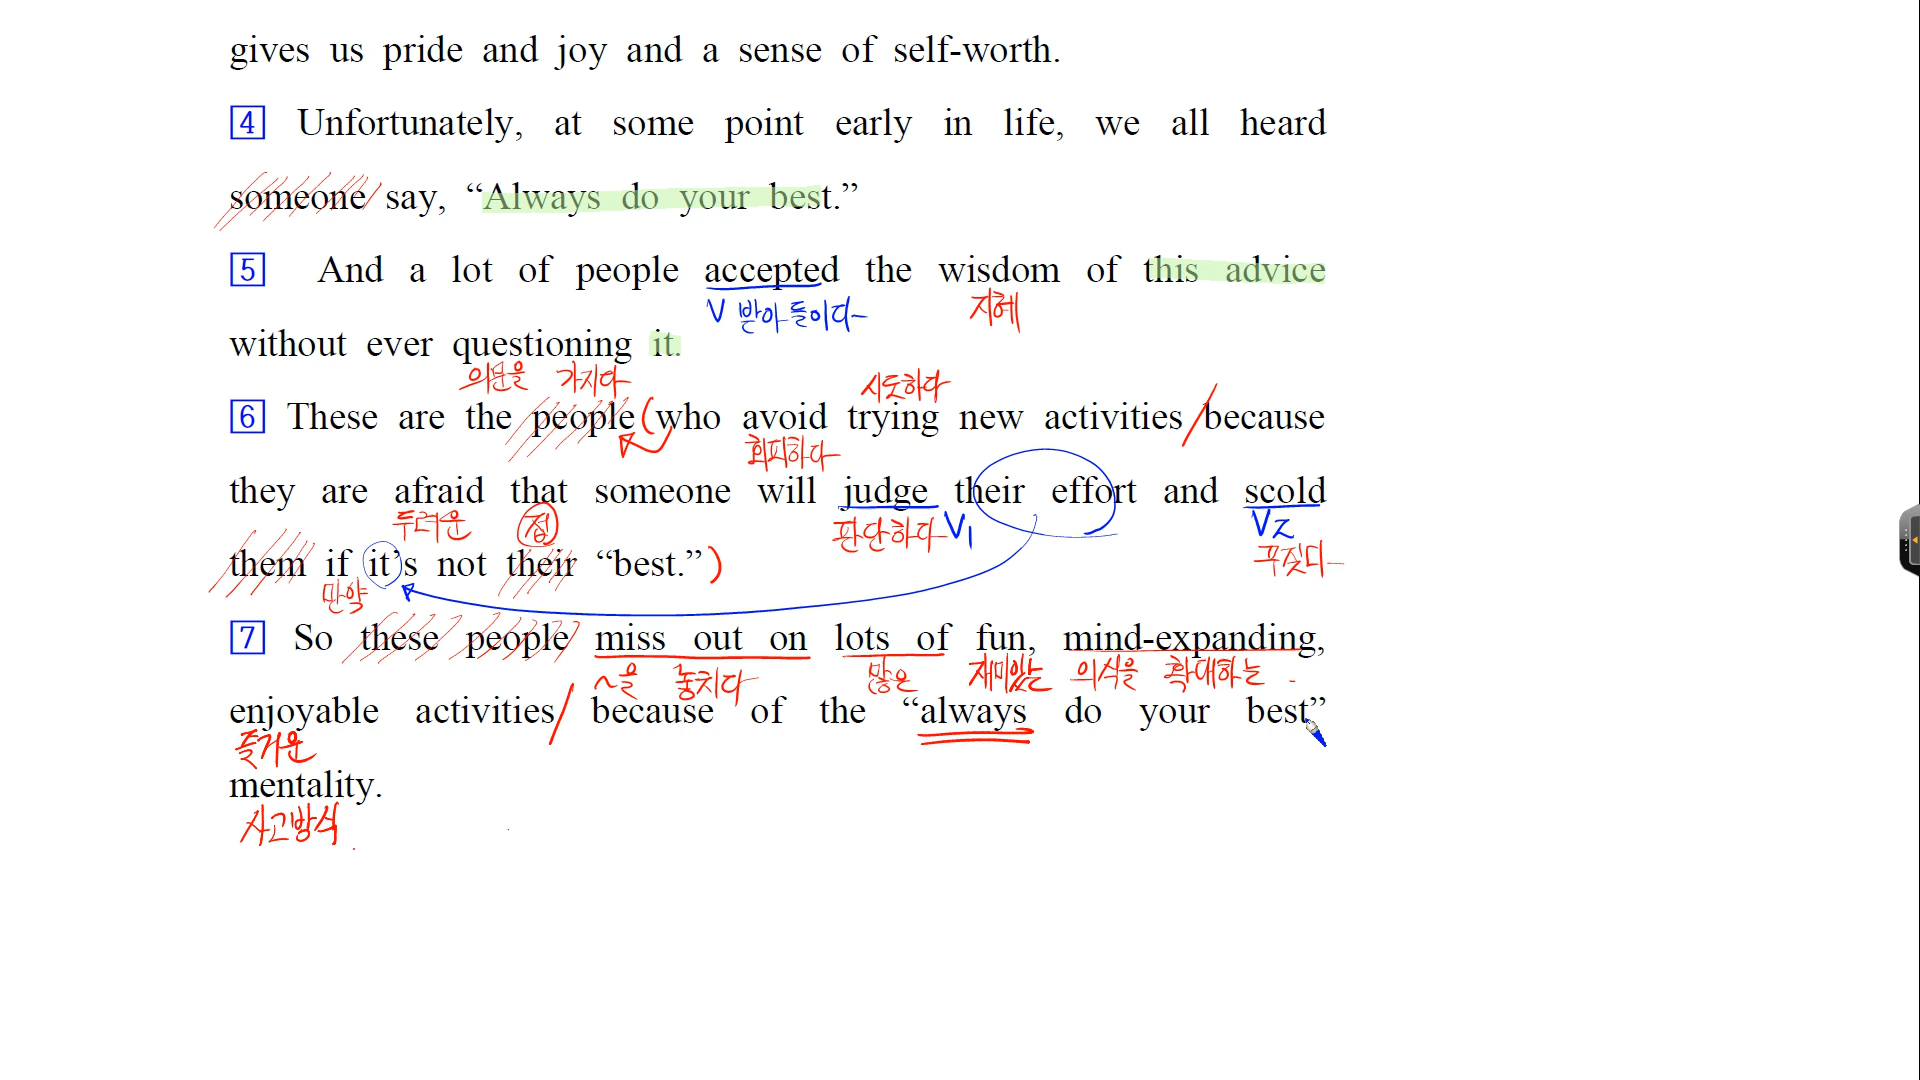 gives us pride and joy and a sense of self-worth.
4 Unfortunately, at some point early in life, we all heard
someone say, “Always do your best.”
5 And a lot of people accepted the wisdom of this advice
V 받아들이다 지혜
without ever questioning it.
의문을 가지다 시도하다
6 These are the people (who avoid trying new activities / because
회피하다
they are afraid that someone will judge their effort and scold
두려운 접 판단하다 V1 V2
꾸짖다
them if it’s not their “best.”)
만약
7 So these people miss out on lots of fun, mind-expanding,
~을 놓치다 많은 재미있는 의식을 확대하는
enjoyable activities / because of the “always do your best”
즐거운
mentality.
사고방식